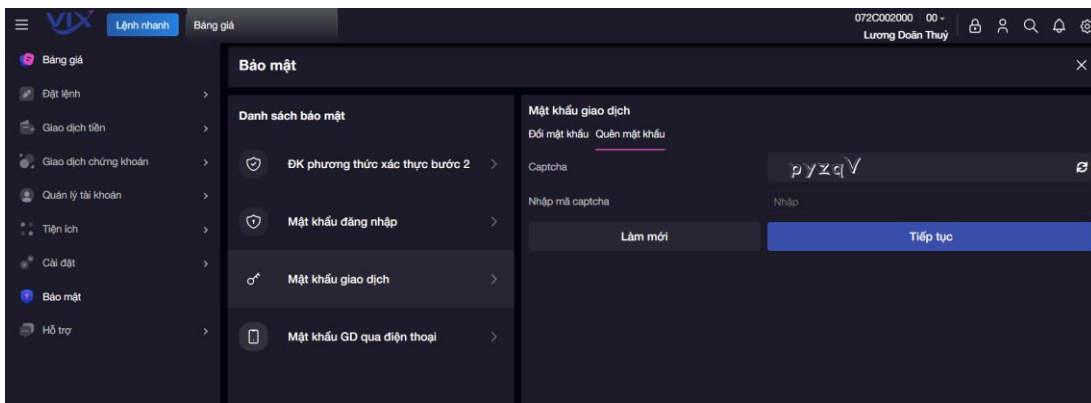 VIX Lệnh nhanh Bảng giá 072C002000 00
Lương Doãn Thuỳ
Bảng giá
Đặt lệnh
Giao dịch tiền
Giao dịch chứng khoán
Quản lý tài khoản
Tiện ích
Cài đặt
Bảo mật
Hỗ trợ
Bảo mật
Danh sách bảo mật
ĐK phương thức xác thực bước 2
Mật khẩu đăng nhập
Mật khẩu giao dịch
Mật khẩu GD qua điện thoại
Mật khẩu giao dịch
Đổi mật khẩu Quên mật khẩu
Captcha pyzqV
Nhập mã captcha Nhập
Làm mới Tiếp tục